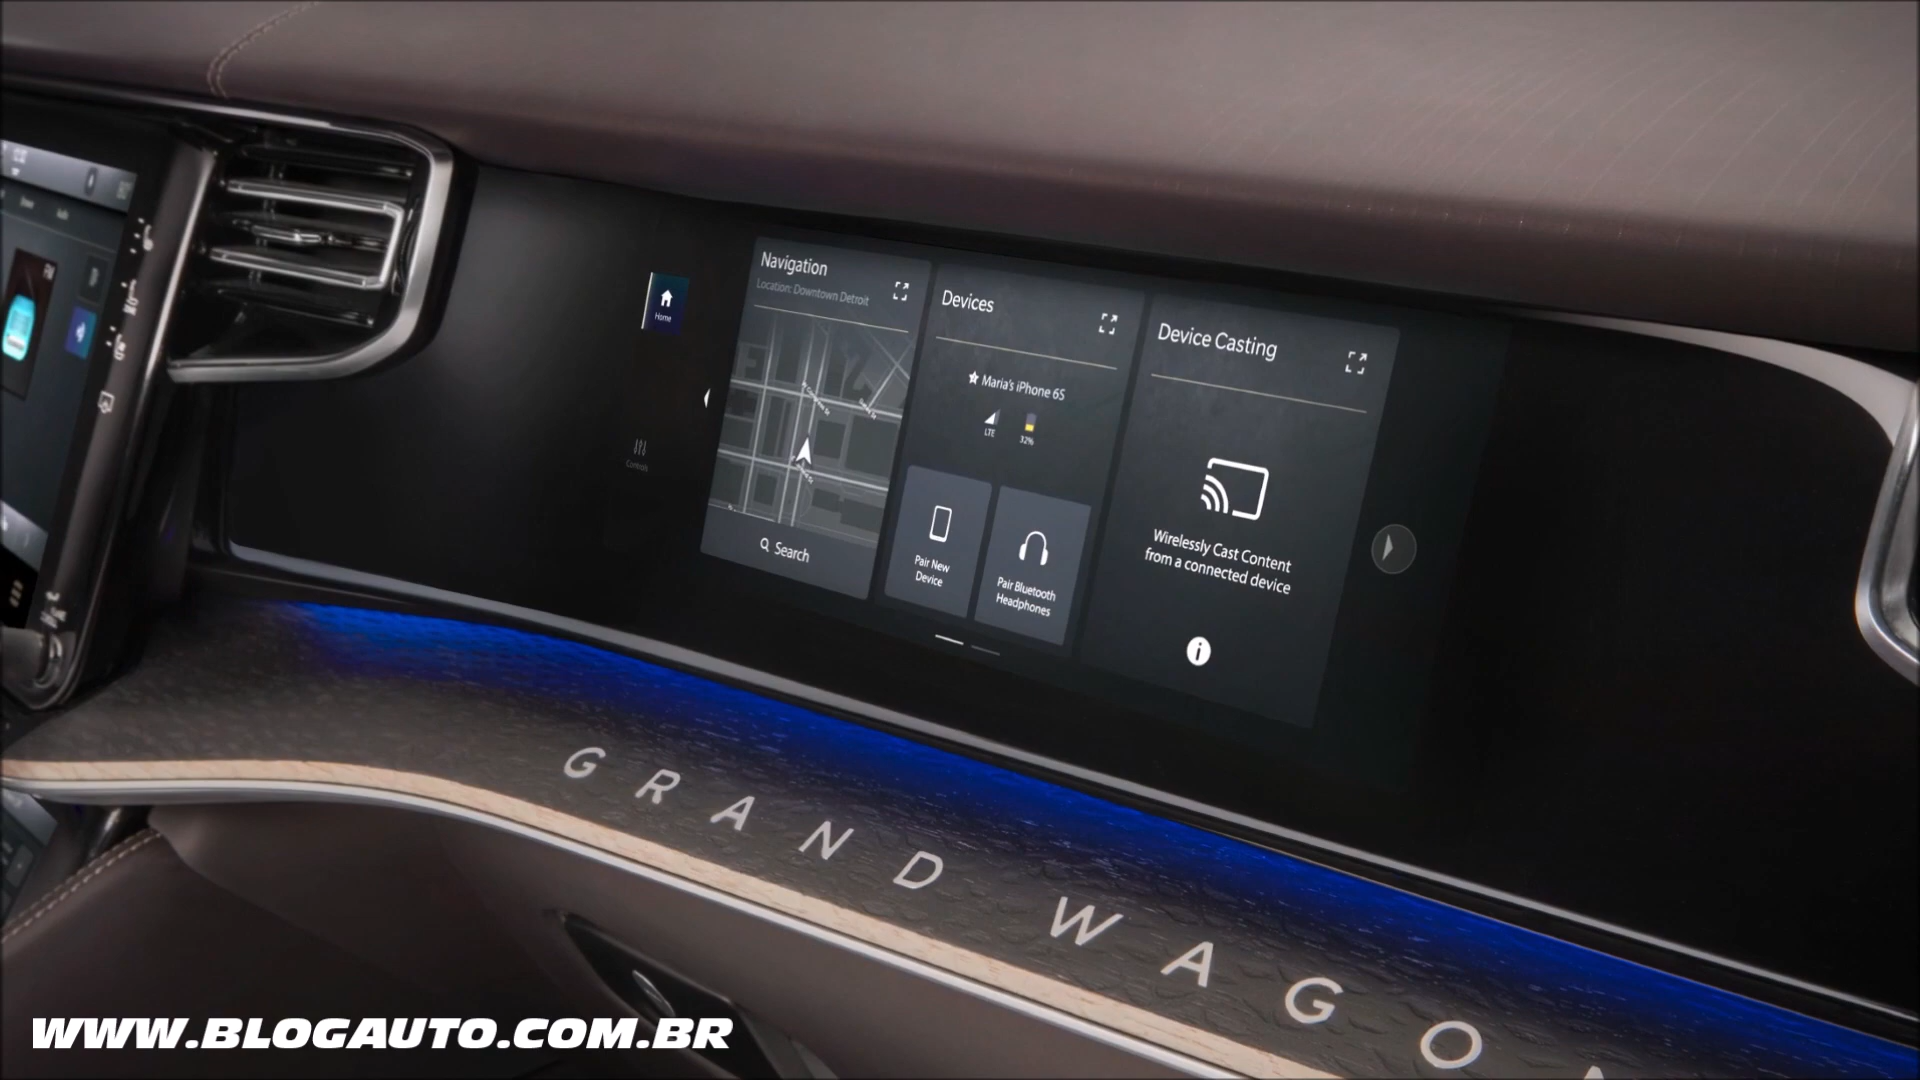 Navigation
Location: Downtown Detroit
Search
Home
Controls
Devices
Maria's iPhone 6S
LTE
32%
Pair New
Device
Pair Bluetooth
Headphones
Device Casting
Wirelessly Cast Content
from a connected device
FM
GRAND WAGO
WWW.BLOGAUTO.COM.BR